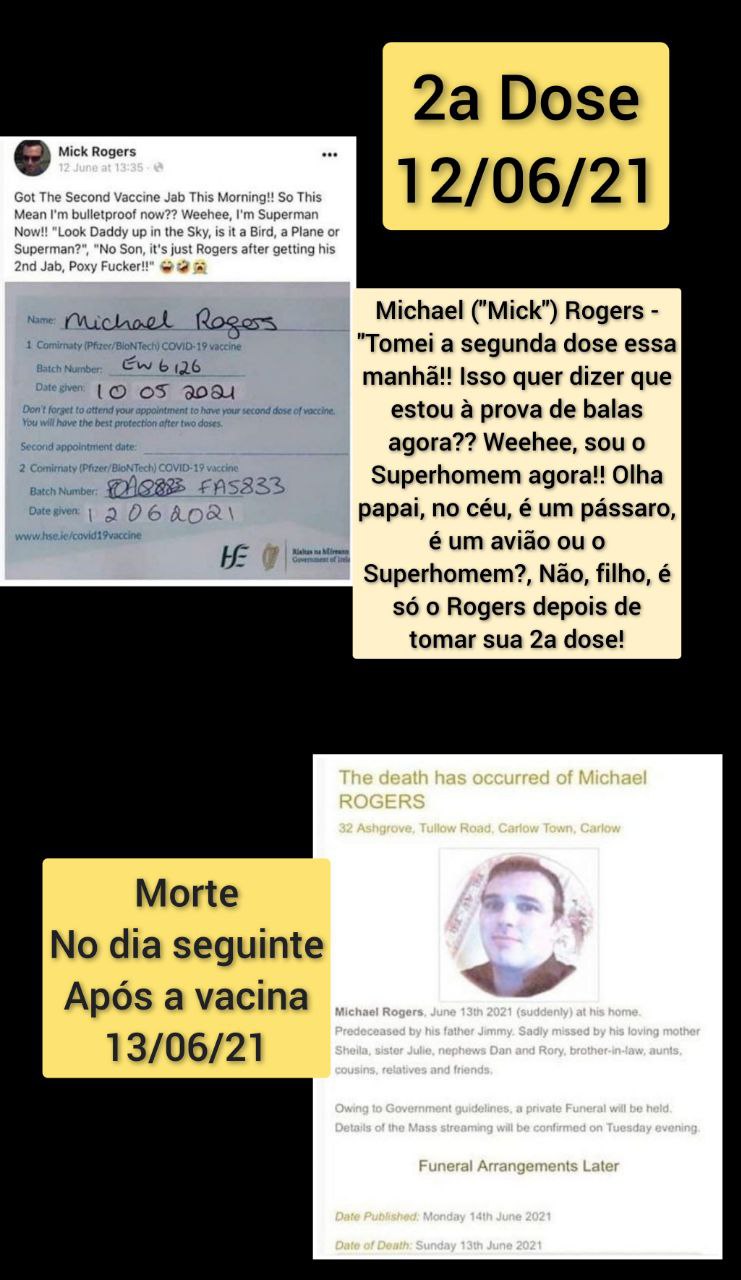 2a Dose
12/06/21
Mick Rogers
12 June at 13:35
Got The Second Vaccine Jab This Morning!! So This
Mean I'm bulletproof now?? Weehee, I'm Superman
Now!! "Look Daddy up in the Sky, is it a Bird, a Plane or
Superman?", "No Son, it's just Rogers after getting his
2nd Jab, Poxy Fucker!!" 😂🤣😭
Name: Michael Rogers
1 Comirnaty (Pfizer/BioNTech) COVID-19 vaccine
Batch Number: EW6126
Date given: 10 05 2021
Don't forget to attend your appointment to have your second dose of vaccine.
You will have the best protection after two doses.
Second appointment date:
2 Comirnaty (Pfizer/BioNTech) COVID-19 vaccine
Batch Number: FA5833
Date given: 12 06 2021
www.hse.ie/covid19vaccine
HE
Rialtas na hÉireann
Government of Irela
Michael ("Mick") Rogers -
"Tomei a segunda dose essa
manhã!! Isso quer dizer que
estou à prova de balas
agora?? Weehee, sou o
Superhomem agora!! Olha
papai, no céu, é um pássaro,
é um avião ou o
Superhomem?, Não, filho, é
só o Rogers depois de
tomar sua 2a dose!
The death has occurred of Michael
ROGERS
32 Ashgrove, Tullow Road, Carlow Town, Carlow
Morte
No dia seguinte
Após a vacina
13/06/21
Michael Rogers, June 13th 2021 (suddenly) at his home.
Predeceased by his father Jimmy. Sadly missed by his loving mother
Sheila, sister Julie, nephews Dan and Rory, brother-in-law, aunts,
cousins, relatives and friends.
Owing to Government guidelines, a private Funeral will be held.
Details of the Mass streaming will be confirmed on Tuesday evening.
Funeral Arrangements Later
Date Published: Monday 14th June 2021
Date of Death: Sunday 13th June 2021